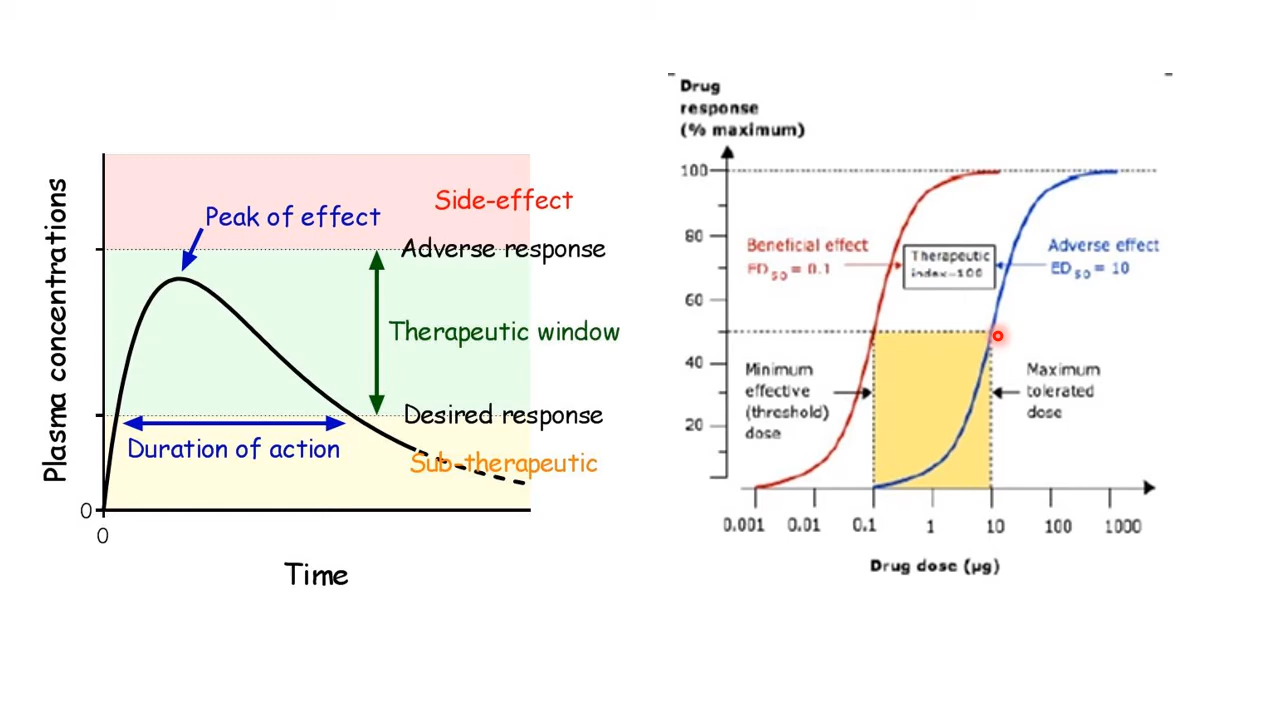 Plasma concentrations
Peak of effect
Side-effect
Adverse response
Therapeutic window
Desired response
Duration of action
Sub-therapeutic
0
0
Time
Drug
response
(% maximum)
100
80
60
40
20
Beneficial effect
ED50 = 0.1
Therapeutic
index=100
Adverse effect
ED50 = 10
Minimum
effective
(threshold)
dose
Maximum
tolerated
dose
0.001 0.01 0.1 1 10 100 1000
Drug dose (µg)